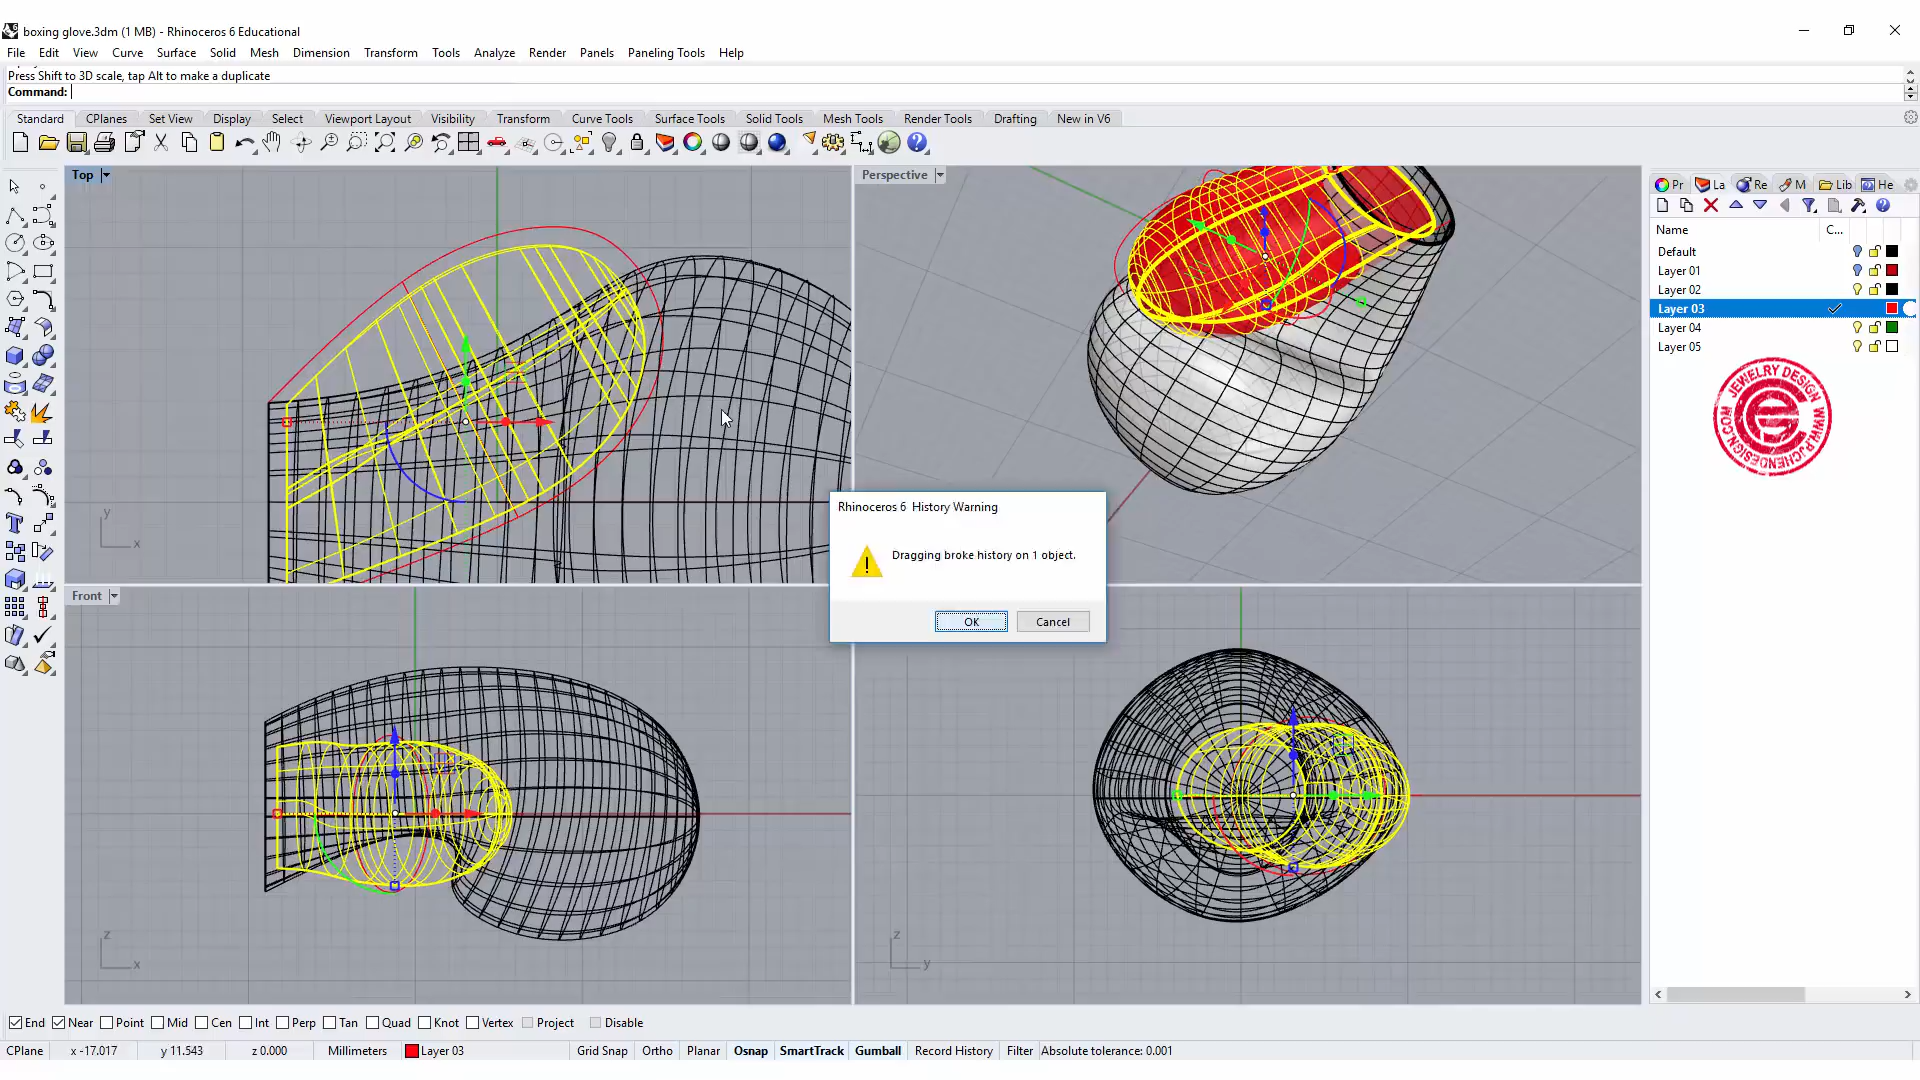 boxing glove.3dm (1 MB) - Rhinoceros 6 Educational
File Edit View Curve Surface Solid Mesh Dimension Transform Tools Analyze Render Panels Paneling Tools Help
Press Shift to 3D scale, tap Alt to make a duplicate
Command:
Standard CPlanes Set View Display Select Viewport Layout Visibility Transform Curve Tools Surface Tools Solid Tools Mesh Tools Render Tools Drafting New in V6
Top
Perspective
Pr La Re M Lib He
Name C...
Default
Layer 01
Layer 02
Layer 03
Layer 04
Layer 05
JEWELRY DESIGN
WWW.PJCHENDESIGN.COM
Rhinoceros 6 History Warning
Dragging broke history on 1 object.
OK Cancel
y
x
Front
z
x
z
y
End Near Point Mid Cen Int Perp Tan Quad Knot Vertex Project Disable
CPlane x -17.017 y 11.543 z 0.000 Millimeters Layer 03 Grid Snap Ortho Planar Osnap SmartTrack Gumball Record History Filter Absolute tolerance: 0.001